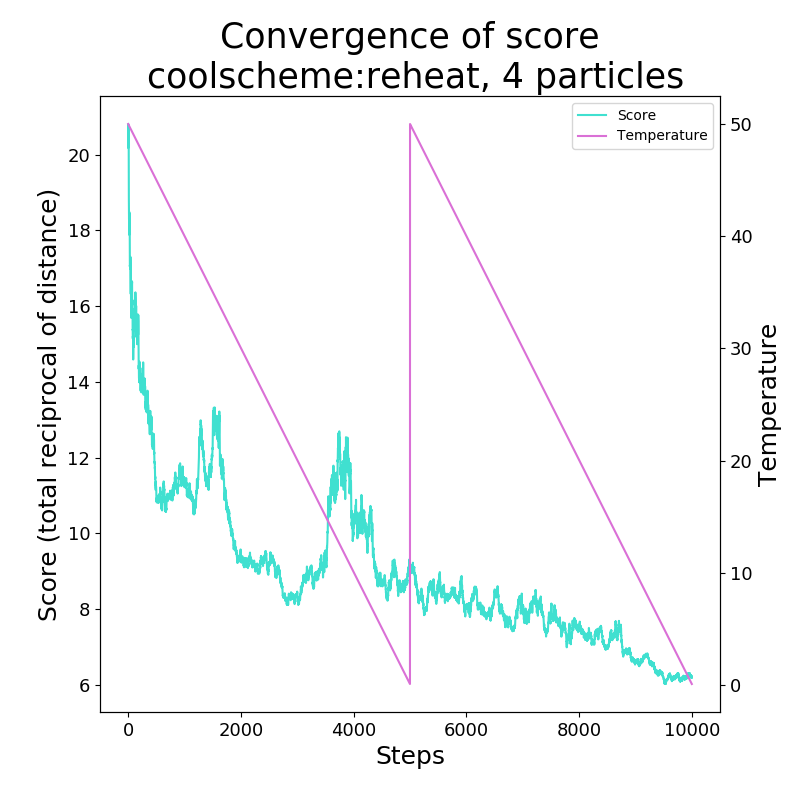 Convergence of score
coolscheme:reheat, 4 particles
Score
Temperature
Score (total reciprocal of distance)
20
18
16
14
12
10
8
6
50
40
30
20
10
0
Temperature
0
2000
4000
6000
8000
10000
Steps